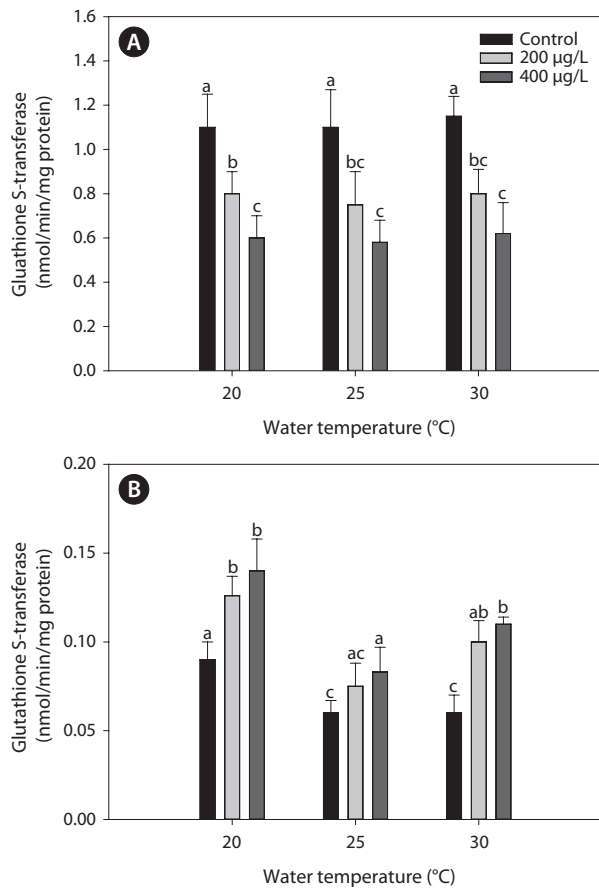 A
Control
200 µg/L
400 µg/L
Gluathione S-transferase
(nmol/min/mg protein)
1.6
1.4
1.2
1.0
0.8
0.6
0.4
0.2
0.0
a b c a bc c a bc c
20 25 30
Water temperature (°C)
B
Glutathione S-transferase
(nmol/min/mg protein)
0.20
0.15
0.10
0.05
0.00
a b b c ac a c ab b
20 25 30
Water temperature (°C)